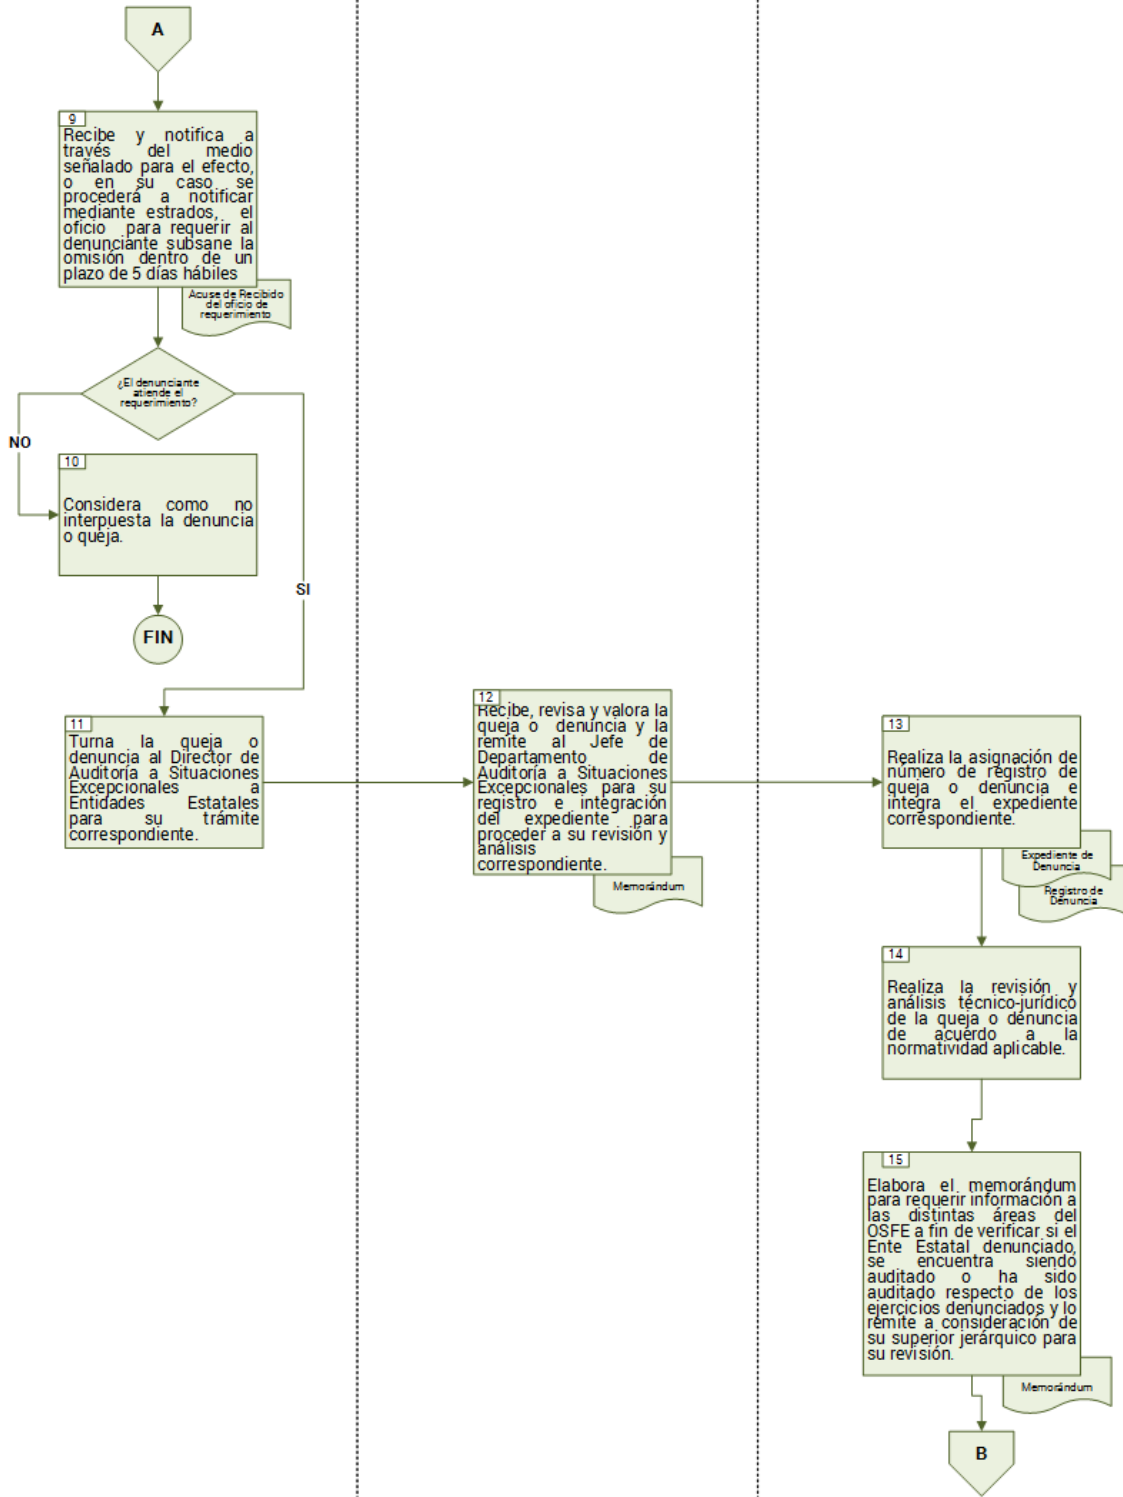 A
9
Recibe y notifica a
través del medio
señalado para el efecto,
o en su caso se
procederá a notificar
mediante estrados, el
oficio para requerir al
denunciante subsane la
omisión dentro de un
plazo de 5 días hábiles
Acuse de Recibido
del oficio de
requerimiento
¿El denunciante
atiende el
requerimiento?
NO
10
Considera como no
interpuesta la denuncia
o queja.
SI
FIN
11
Turna la queja o
denuncia al Director de
Auditoría a Situaciones
Excepcionales a
Entidades Estatales
para su trámite
correspondiente.
12
Recibe, revisa y valora la
queja o denuncia y la
remite al Jefe de
Departamento de
Auditoría a Situaciones
Excepcionales para su
registro e integración
del expediente para
proceder a su revisión y
análisis
correspondiente.
Memorándum
13
Realiza la asignación de
número de registro de
queja o denuncia e
integra el expediente
correspondiente.
Expediente de
Denuncia
Registro de
Denuncia
14
Realiza la revisión y
análisis técnico-jurídico
de la queja o denuncia
de acuerdo a la
normatividad aplicable.
15
Elabora el memorándum
para requerir información a
las distintas áreas del
OSFE a fin de verificar si el
Ente Estatal denunciado,
se encuentra siendo
auditado o ha sido
auditado respecto de los
ejercicios denunciados y lo
remite a consideración de
su superior jerárquico para
su revisión.
Memorándum
B